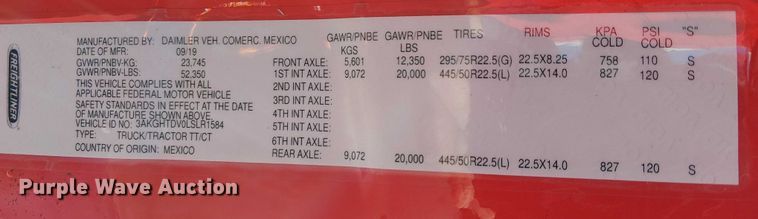 FREIGHTLINER
MANUFACTURED BY: DAIMLER VEH. COMERC. MEXICO
DATE OF MFR: 09/19
GVWR/PNBV-KG: 23,745
GVWR/PNBV-LBS: 52,350
THIS VEHICLE COMPLIES WITH ALL
APPLICABLE FEDERAL MOTOR VEHICLE
SAFETY STANDARDS IN EFFECT AT THE DATE
OF MANUFACTURE SHOWN ABOVE.
VEHICLE ID NO: 3AKGHTDV0LSLR1584
TYPE: TRUCK/TRACTOR TT/CT
COUNTRY OF ORIGIN: MEXICO
GAWR/PNBE GAWR/PNBE TIRES RIMS KPA PSI "S"
KGS LBS COLD COLD
FRONT AXLE: 5,601 12,350 295/75R22.5(G) 22.5X8.25 758 110 S
1ST INT AXLE: 9,072 20,000 445/50R22.5(L) 22.5X14.0 827 120 S
2ND INT AXLE:
3RD INT AXLE:
4TH INT AXLE:
5TH INT AXLE:
6TH INT AXLE:
REAR AXLE: 9,072 20,000 445/50R22.5(L) 22.5X14.0 827 120 S
Purple Wave Auction